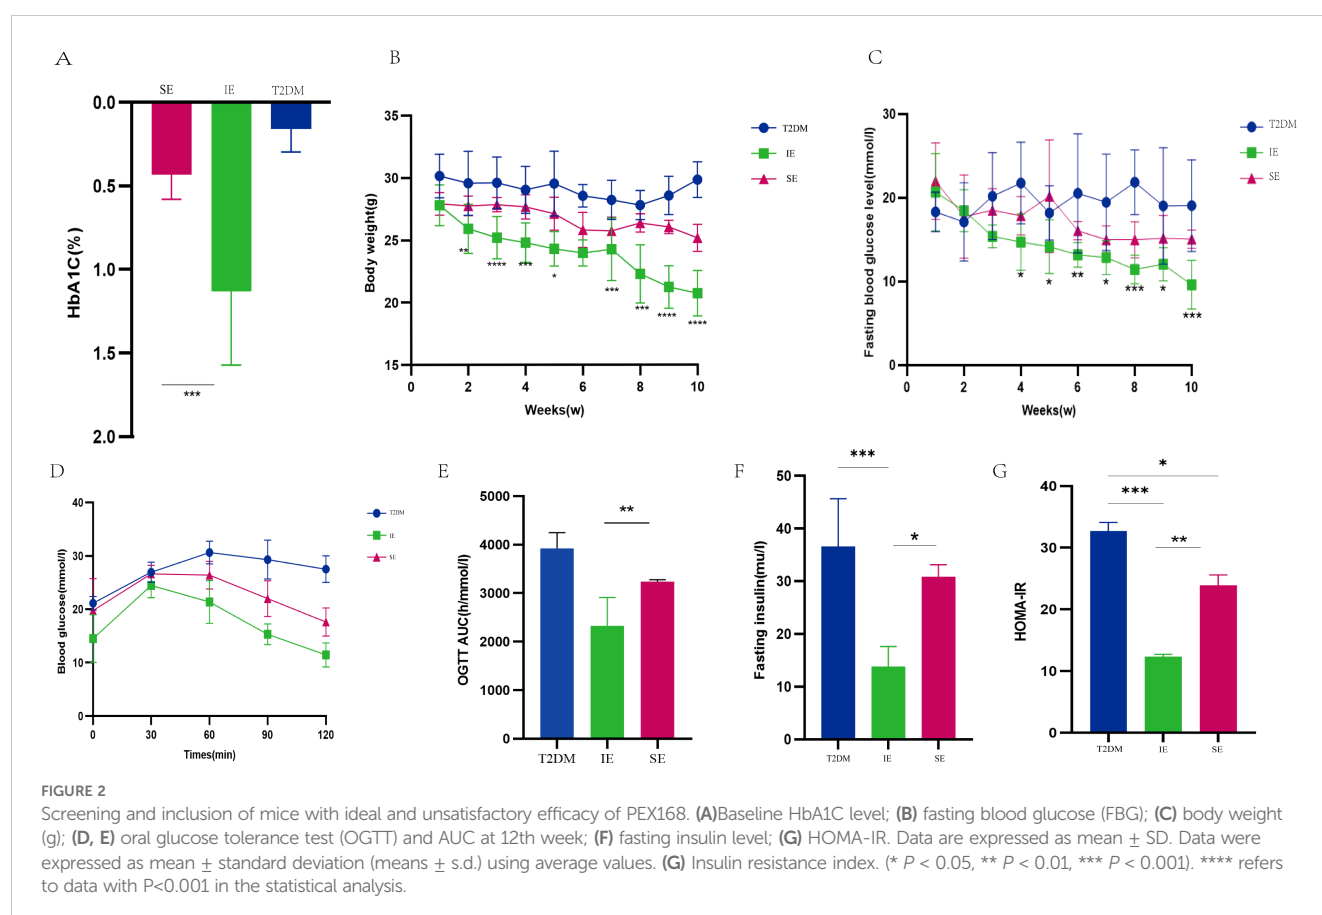 A
SE
IE
T2DM
0.0
0.5
1.0
1.5
2.0
HbA1C(%)
***
B
35
30
25
20
15
Body weight(g)
0
2
4
6
8
10
Weeks(w)
T2DM
IE
SE
**
****
***
*
***
***
****
****
C
30
20
10
0
Fasting blood glucose level(mmol/l)
0
2
4
6
8
10
Weeks(w)
T2DM
IE
SE
*
*
**
*
***
*
***
D
40
30
20
10
0
Blood glucose(mmol/l)
0
30
60
90
120
Times(min)
T2DM
IE
SE
E
5000
4000
3000
2000
1000
0
OGTT AUC(h/mmol/l)
**
T2DM
IE
SE
F
50
40
30
20
10
0
Fasting insulin(mu/l)
***
*
T2DM
IE
SE
G
40
30
20
10
0
HOMA-IR
*
***
**
T2DM
IE
SE
FIGURE 2
Screening and inclusion of mice with ideal and unsatisfactory efficacy of PEX168. (A)Baseline HbA1C level; (B) fasting blood glucose (FBG); (C) body weight
(g); (D, E) oral glucose tolerance test (OGTT) and AUC at 12th week; (F) fasting insulin level; (G) HOMA-IR. Data are expressed as mean ± SD. Data were
expressed as mean ± standard deviation (means ± s.d.) using average values. (G) Insulin resistance index. (* P < 0.05, ** P < 0.01, *** P < 0.001). **** refers
to data with P<0.001 in the statistical analysis.